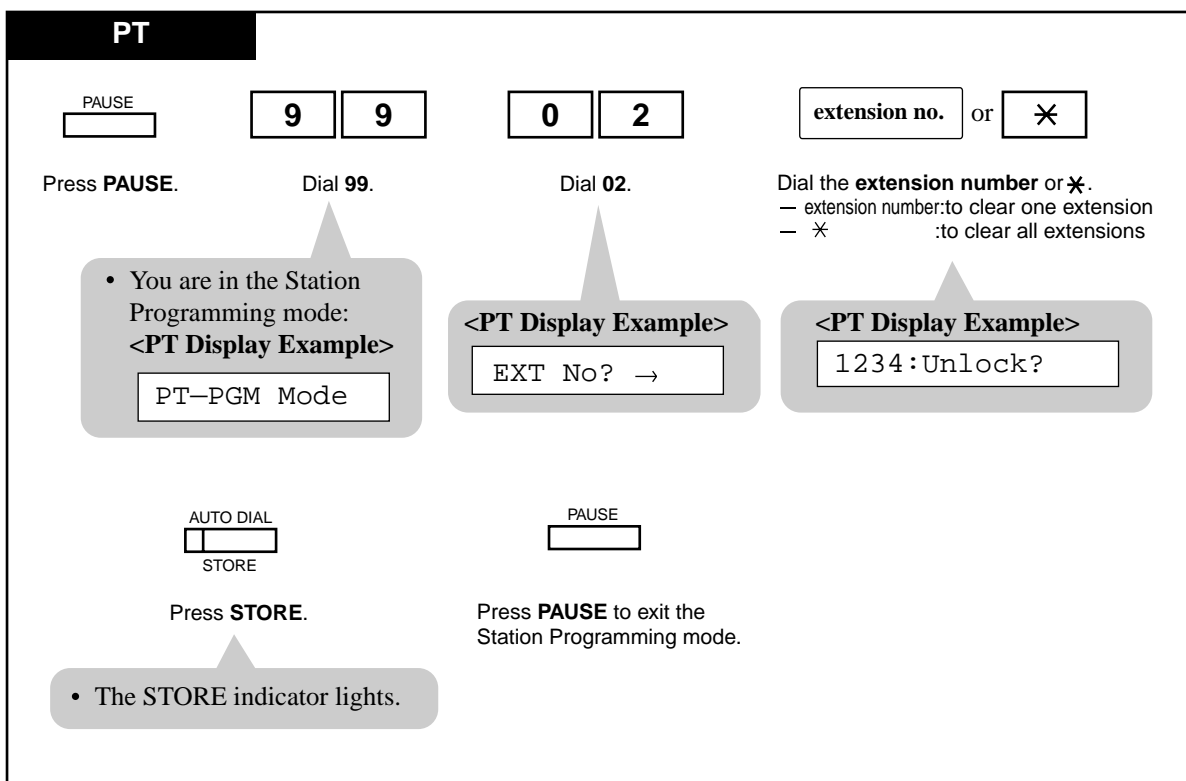 PT
PAUSE
9 9
0 2
extension no. or ✱
Press PAUSE.
Dial 99.
Dial 02.
Dial the extension number or ✱.
– extension number:to clear one extension
– ✱ :to clear all extensions
• You are in the Station
Programming mode:
<PT Display Example>
PT–PGM Mode
<PT Display Example>
EXT No? →
<PT Display Example>
1234:Unlock?
AUTO DIAL
STORE
PAUSE
Press STORE.
Press PAUSE to exit the
Station Programming mode.
• The STORE indicator lights.